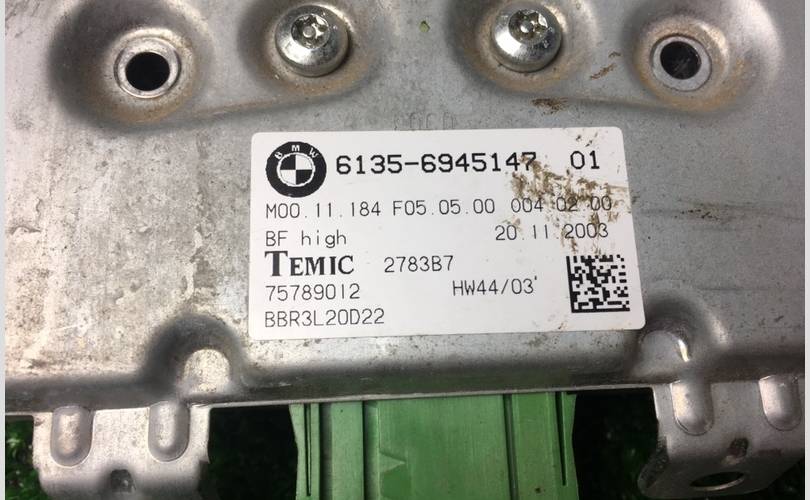 BMW
6135-6945147 01
M00.11.184 F05.05.00 004 02 00
BF high 20.11.2003
TEMIC 2783B7
75789012 HW44/03'
BBR3L20D22